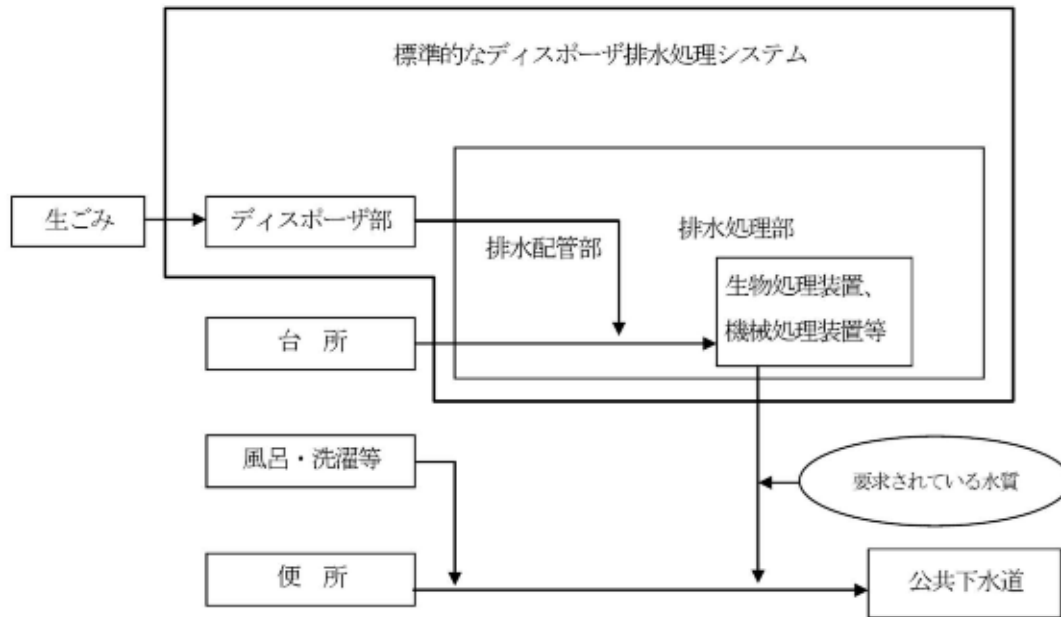 標準的なディスポーザ排水処理システム
生ごみ
ディスポーザ部
排水配管部
排水処理部
生物処理装置、
機械処理装置等
台 所
風呂・洗濯等
要求されている水質
便 所
公共下水道